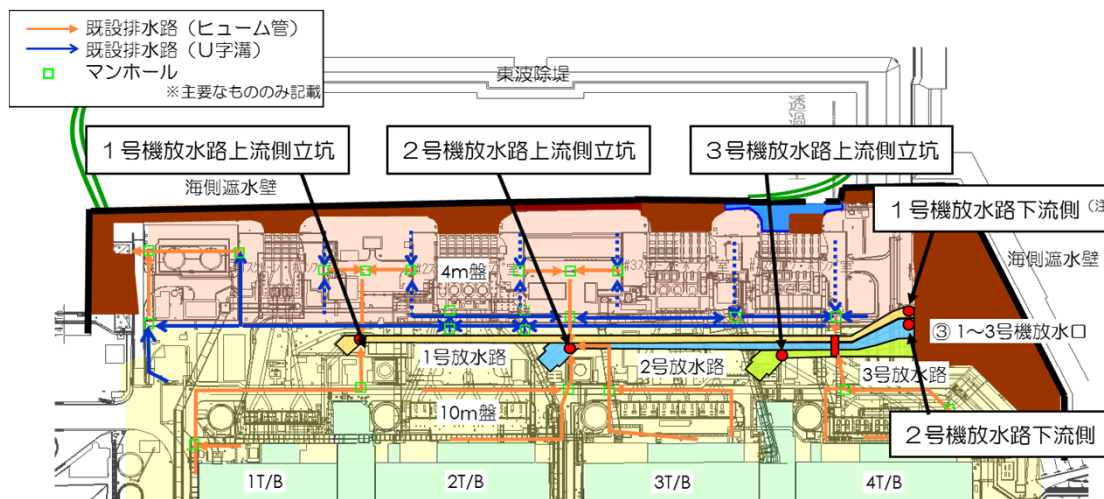 既設排水路（ヒューム管）
既設排水路（U字溝）
マンホール
※主要なもののみ記載
東波除堤
透過
1号機放水路上流側立坑
2号機放水路上流側立坑
3号機放水路上流側立坑
海側遮水壁
1号機放水路下流側（注
海側遮水壁
4m盤
③ 1～3号機放水口
1号放水路
2号放水路
3号放水路
10m盤
2号機放水路下流側
1T/B
2T/B
3T/B
4T/B